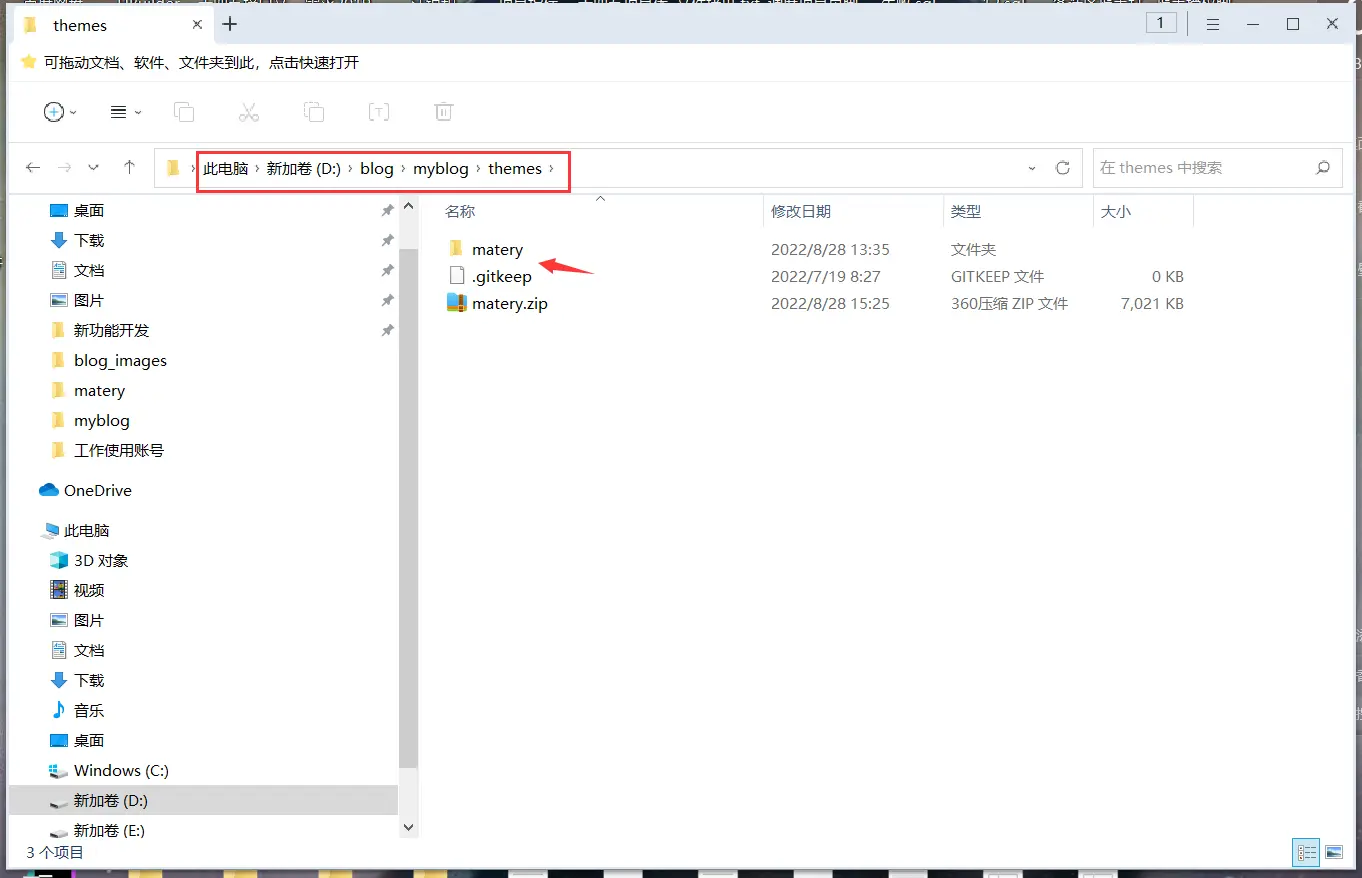 themes
1
可拖动文档、软件、文件夹到此，点击快速打开
此电脑 › 新加卷 (D:) › blog › myblog › themes ›
在 themes 中搜索
名称 修改日期 类型 大小
matery 2022/8/28 13:35 文件夹
.gitkeep 2022/7/19 8:27 GITKEEP 文件 0 KB
matery.zip 2022/8/28 15:25 360压缩 ZIP 文件 7,021 KB
桌面
下载
文档
图片
新功能开发
blog_images
matery
myblog
工作使用账号
OneDrive
此电脑
3D 对象
视频
图片
文档
下载
音乐
桌面
Windows (C:)
新加卷 (D:)
新加卷 (E:)
3 个项目